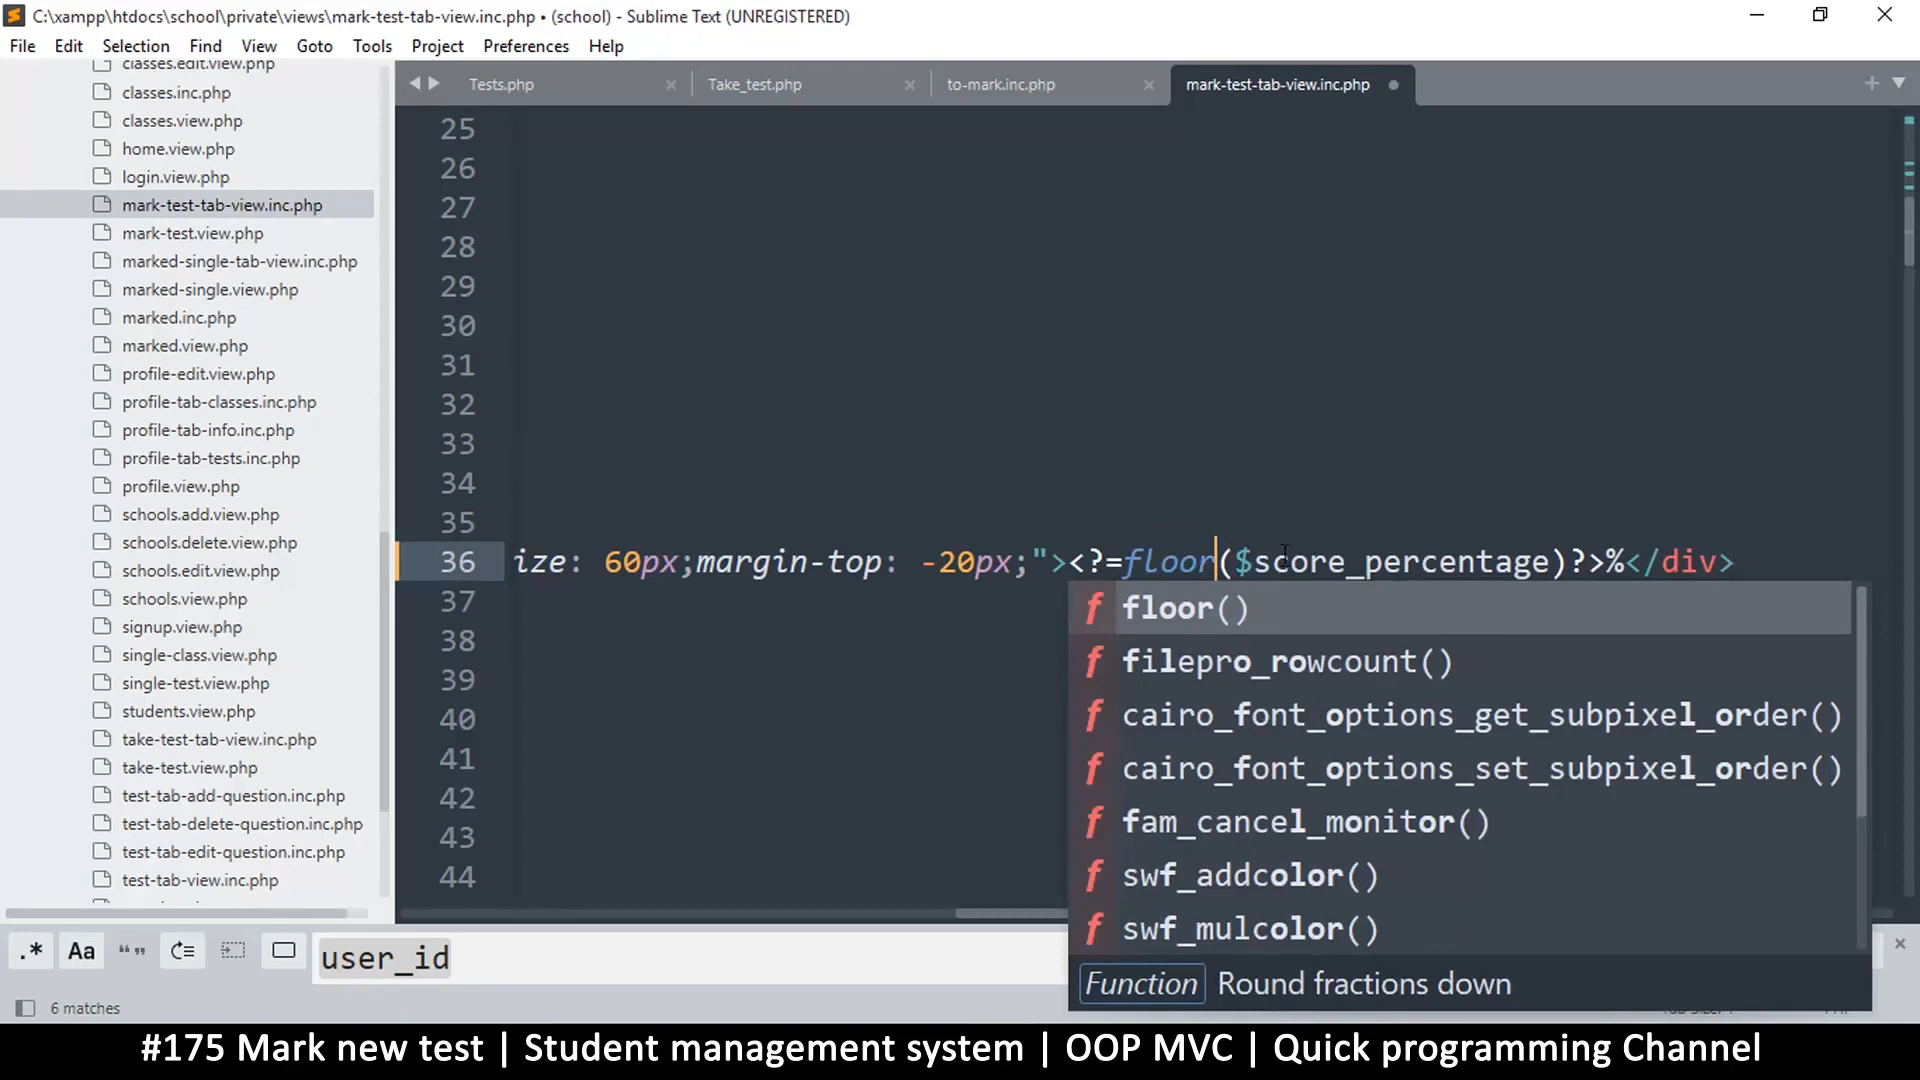 C:\xampp\htdocs\school\private\views\mark-test-tab-view.inc.php • (school) - Sublime Text (UNREGISTERED)
File Edit Selection Find View Goto Tools Project Preferences Help
classes.edit.view.php
classes.inc.php
classes.view.php
home.view.php
login.view.php
mark-test-tab-view.inc.php
mark-test.view.php
marked-single-tab-view.inc.php
marked-single.view.php
marked.inc.php
marked.view.php
profile-edit.view.php
profile-tab-classes.inc.php
profile-tab-info.inc.php
profile-tab-tests.inc.php
profile.view.php
schools.add.view.php
schools.delete.view.php
schools.edit.view.php
schools.view.php
signup.view.php
single-class.view.php
single-test.view.php
students.view.php
take-test-tab-view.inc.php
take-test.view.php
test-tab-add-question.inc.php
test-tab-delete-question.inc.php
test-tab-edit-question.inc.php
test-tab-view.inc.php
Tests.php Take_test.php to-mark.inc.php mark-test-tab-view.inc.php
25
26
27
28
29
30
31
32
33
34
35
36 ize: 60px;margin-top: -20px;"><?=floor($score_percentage)?>%</div>
37
38
39
40
41
42
43
44
f floor()
f filepro_rowcount()
f cairo_font_options_get_subpixel_order()
f cairo_font_options_set_subpixel_order()
f fam_cancel_monitor()
f swf_addcolor()
f swf_mulcolor()
Function Round fractions down
.* Aa “” user_id
6 matches
#175 Mark new test | Student management system | OOP MVC | Quick programming Channel